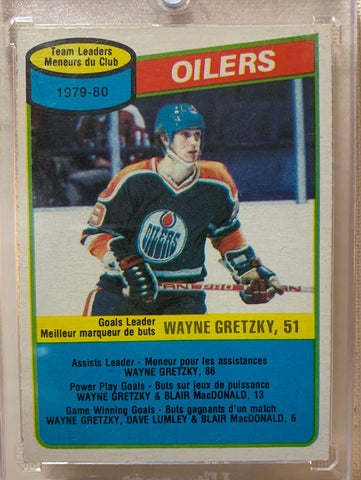 Team Leaders
Meneurs du Club
1979-80
OILERS
OILERS
Goals Leader
Meilleur marqueur de buts
WAYNE GRETZKY, 51
Assists Leader - Meneur pour les assistances
WAYNE GRETZKY, 86
Power Play Goals - Buts sur jeux de puissance
WAYNE GRETZKY & BLAIR MacDONALD, 13
Game Winning Goals - Buts gagnants d'un match
WAYNE GRETZKY, DAVE LUMLEY & BLAIR MacDONALD, 6